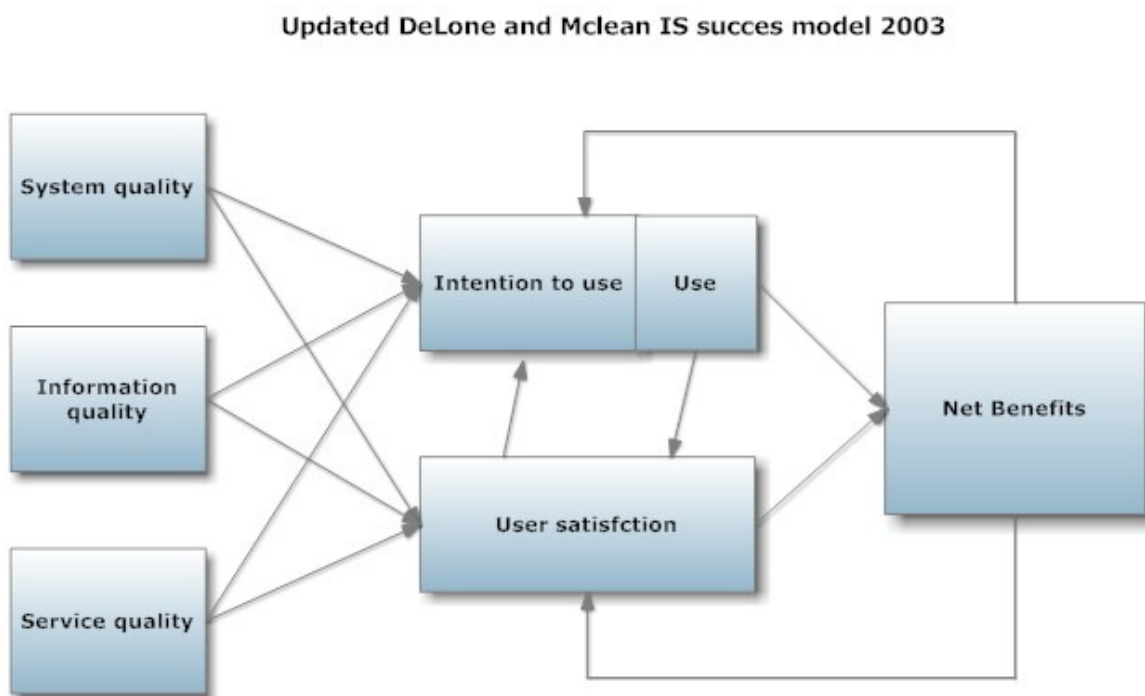 Updated DeLone and Mclean IS succes model 2003
System quality
Intention to use
Use
Information
quality
Net Benefits
User satisfction
Service quality